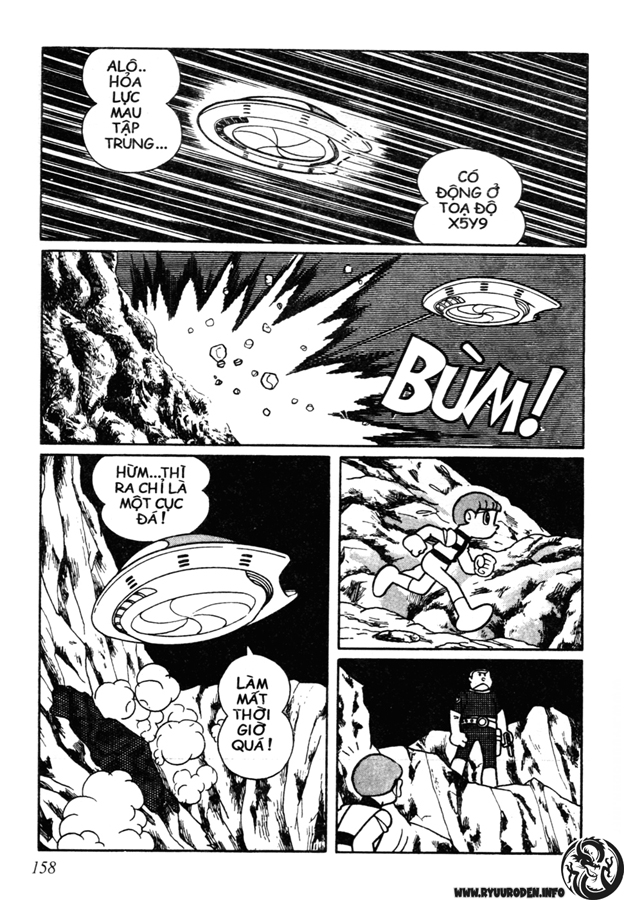 ALÔ..
HỎA
LỰC
MAU
TẬP
TRUNG...
CÓ
ĐỘNG Ở
TOẠ ĐỘ
X5Y9
BÙM!
HỪM...THÌ
RA CHỈ LÀ
MỘT CỤC
ĐÁ!
LÀM
MẤT
THỜI
GIỜ
QUÁ!
158
WWW.RYUURODEN.INFO